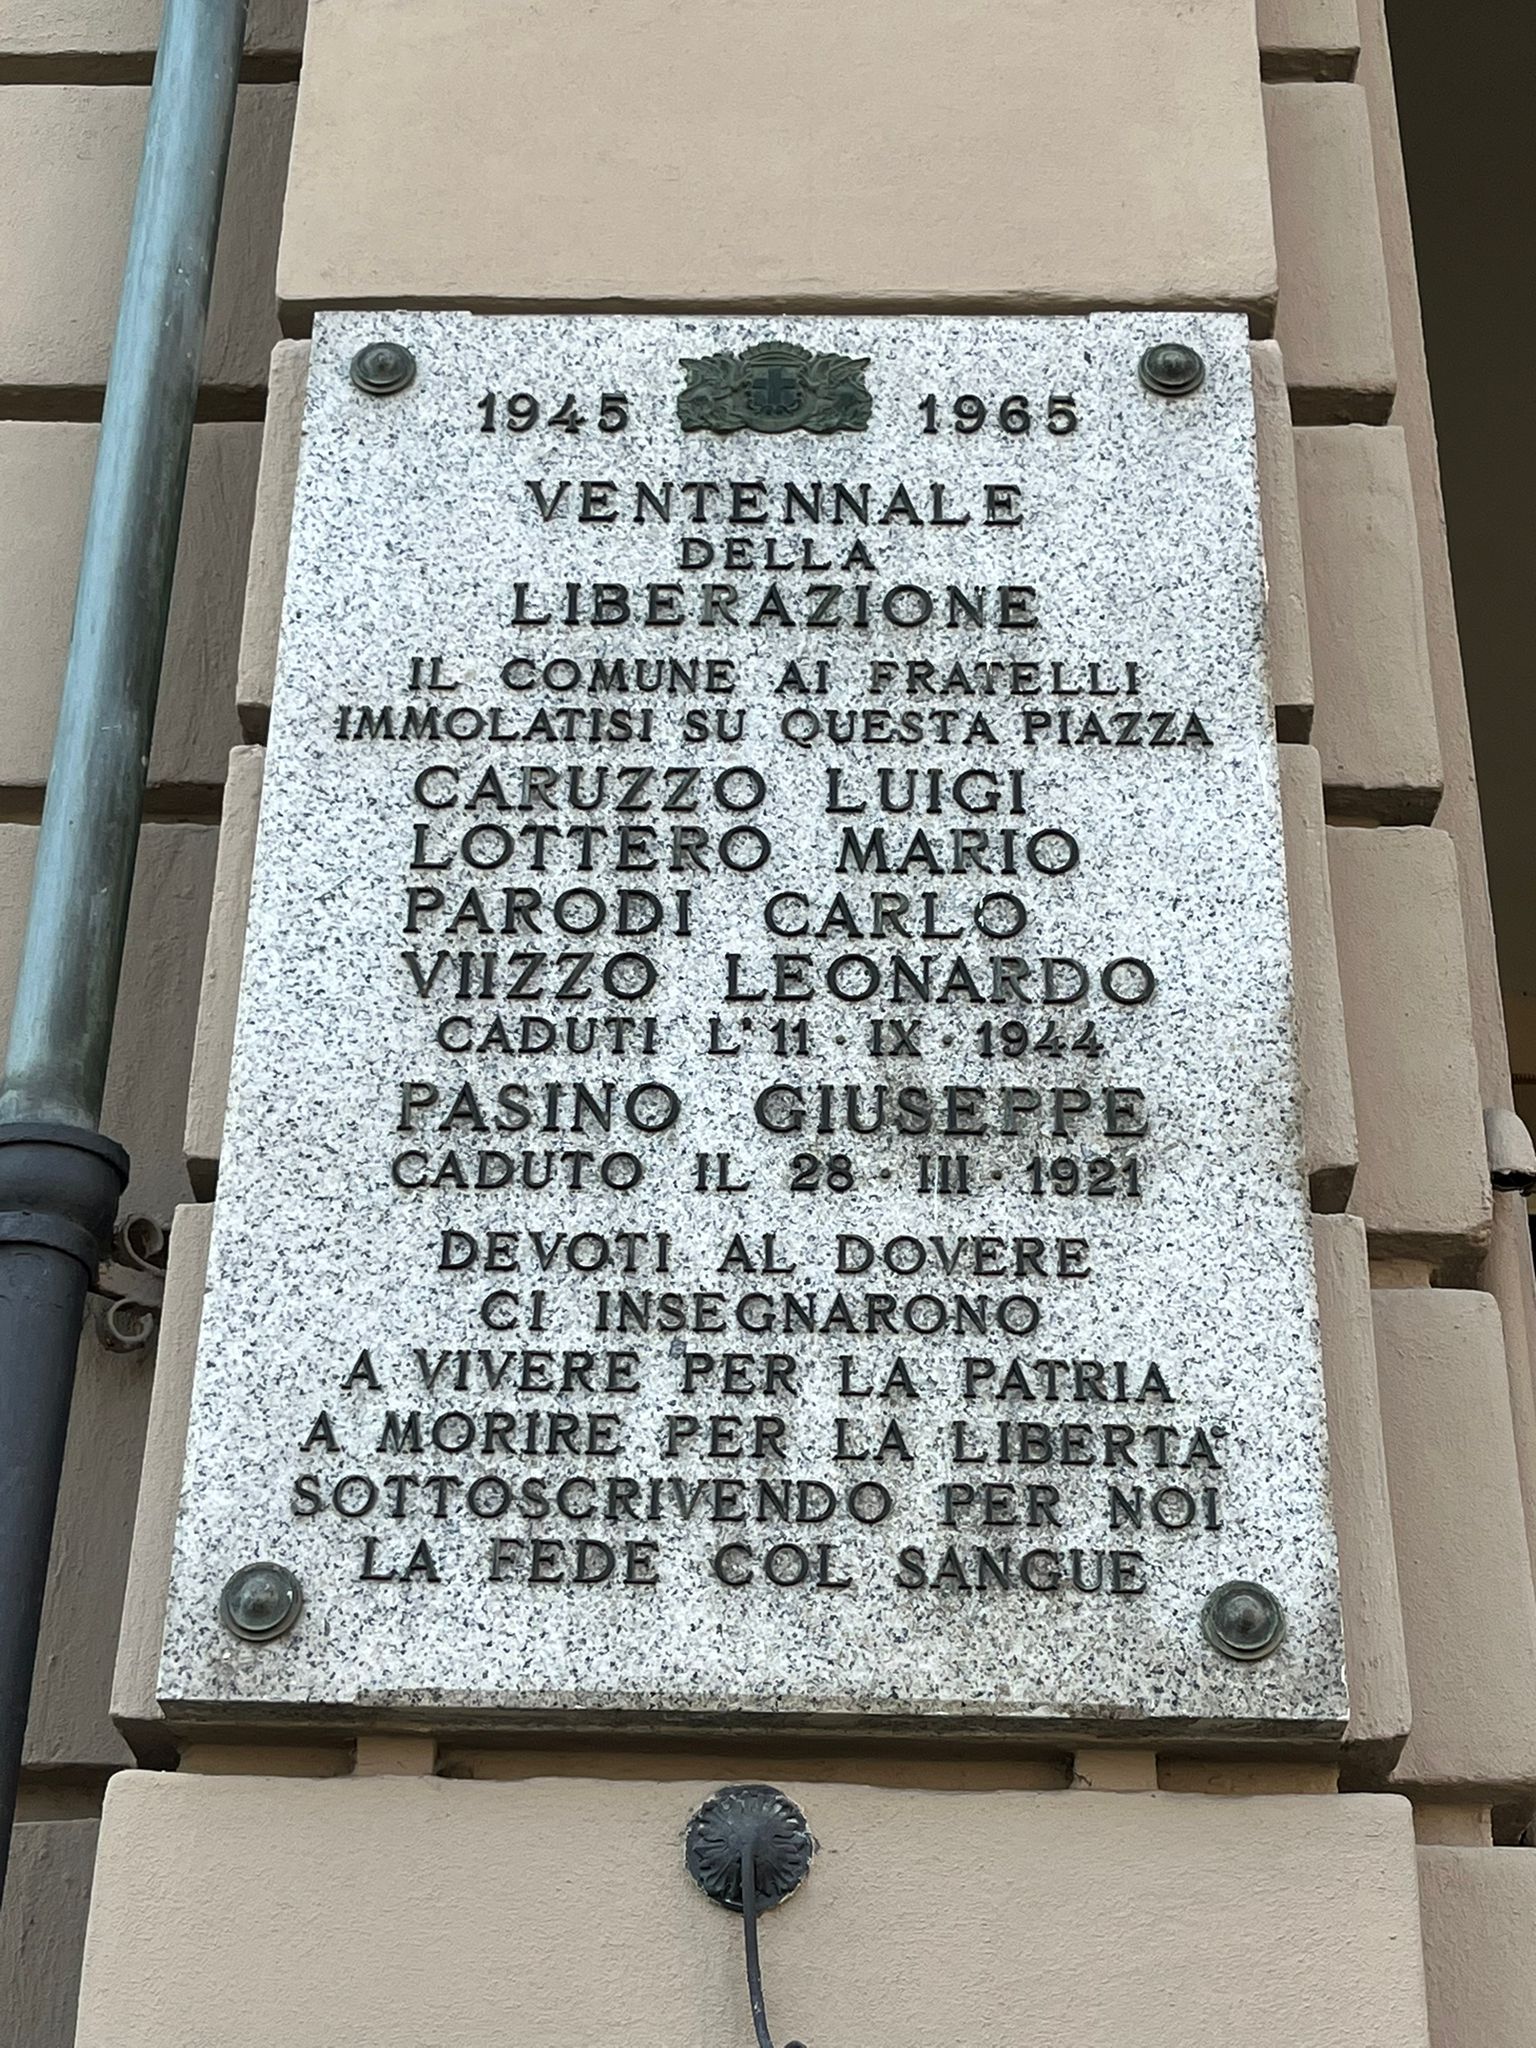 1945 1965
VENTENNALE
DELLA
LIBERAZIONE
IL COMUNE AI FRATELLI
IMMOLATISI SU QUESTA PIAZZA
CARUZZO LUIGI
LOTTERO MARIO
PARODI CARLO
VIIZZO LEONARDO
CADUTI L'11·IX·1944
PASINO GIUSEPPE
CADUTO IL 28·III·1921
DEVOTI AL DOVERE
CI INSEGNARONO
A VIVERE PER LA PATRIA
A MORIRE PER LA LIBERTA'
SOTTOSCRIVENDO PER NOI
LA FEDE COL SANGUE